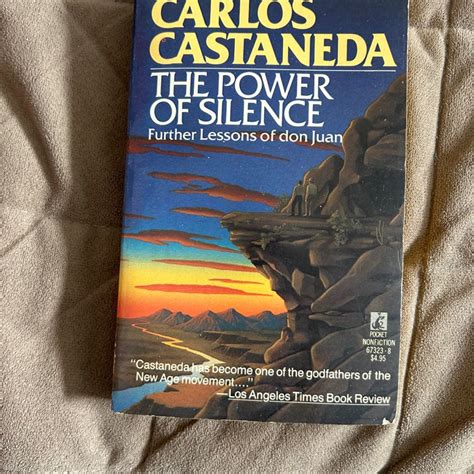 CARLOS
CASTANEDA
THE POWER
OF SILENCE
Further Lessons of don Juan
POCKET
NONFICTION
67323-8
$4.95
"Castaneda has become one of the godfathers of the
New Age movement...."
—Los Angeles Times Book Review